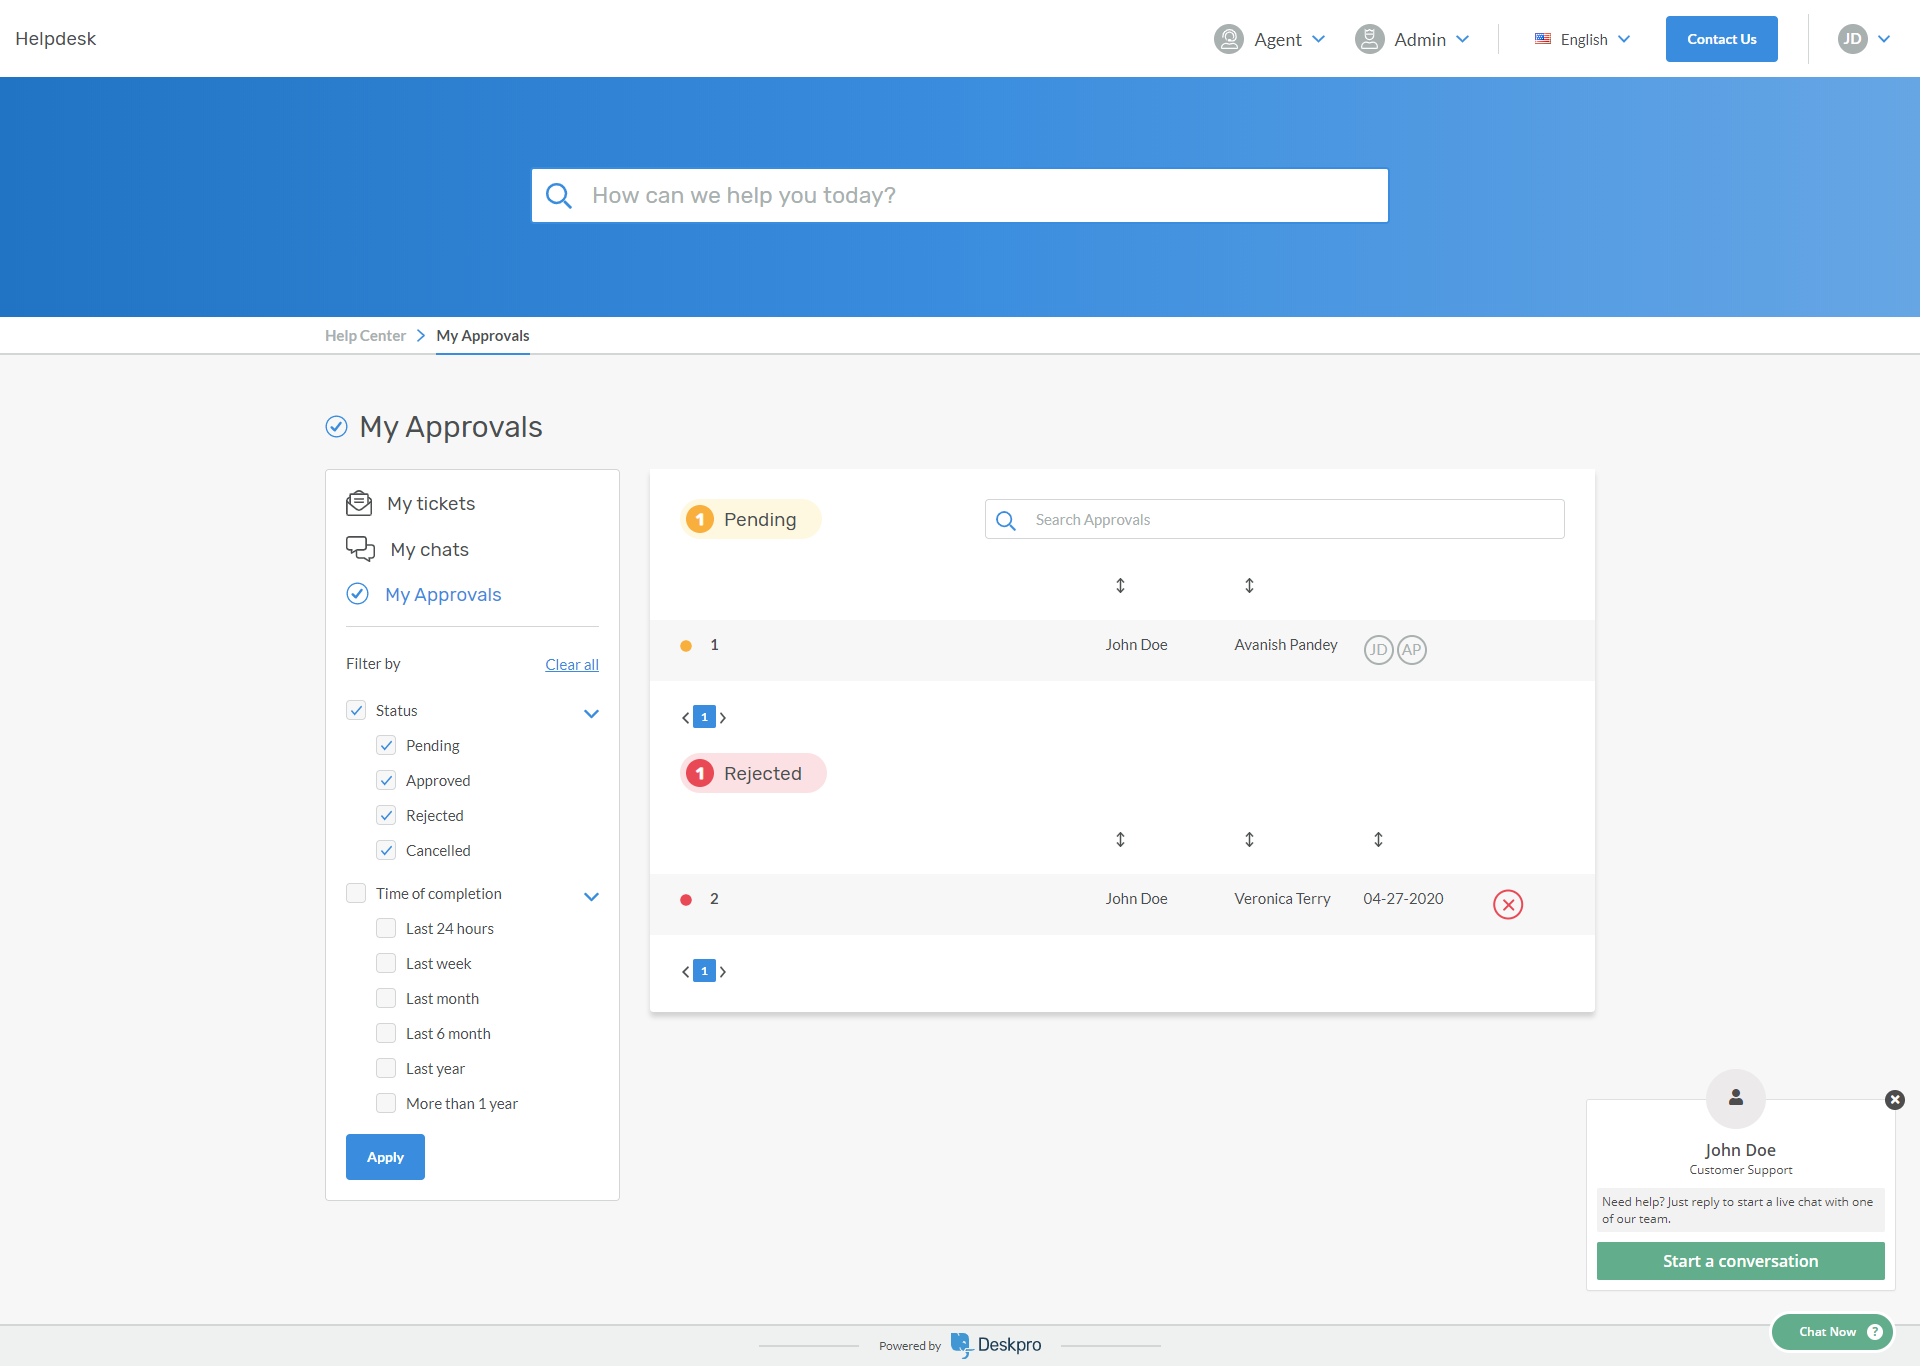 Helpdesk
Agent
Admin
English
Contact Us
JD
How can we help you today?
Help Center
My Approvals
My Approvals
My tickets
My chats
My Approvals
Filter by
Clear all
Status
Pending
Approved
Rejected
Cancelled
Time of completion
Last 24 hours
Last week
Last month
Last 6 month
Last year
More than 1 year
Apply
1 Pending
Search Approvals
1 John Doe Avanish Pandey JD AP
1
1 Rejected
2 John Doe Veronica Terry 04-27-2020
1
John Doe
Customer Support
Need help? Just reply to start a live chat with one
of our team.
Start a conversation
Chat Now ?
Powered by Deskpro